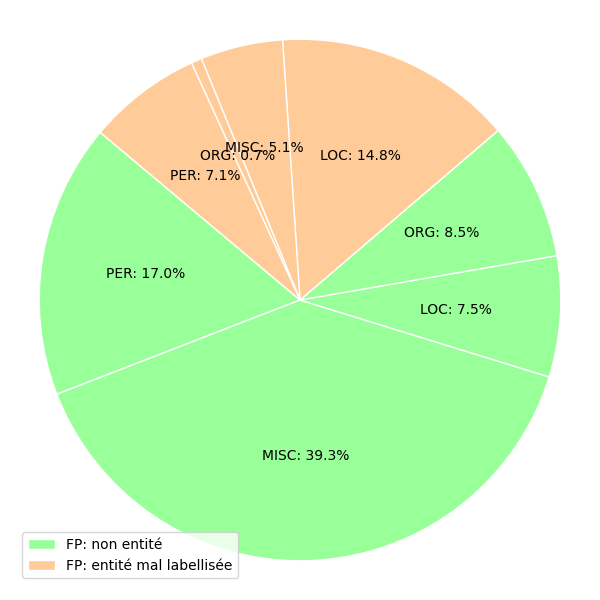 MISC: 5.1%
ORG: 0.7%
LOC: 14.8%
PER: 7.1%
ORG: 8.5%
PER: 17.0%
LOC: 7.5%
MISC: 39.3%
FP: non entité
FP: entité mal labellisée